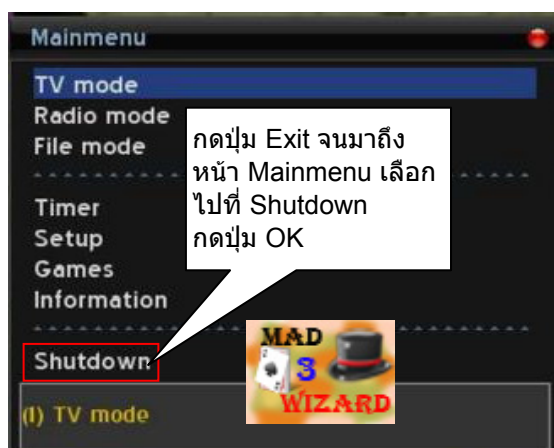 Mainmenu
TV mode
Radio mode
File mode
กดปุ่ม Exit จนมาถึง
หน้า Mainmenu เลือก
ไปที่ Shutdown
กดปุ่ม OK
Timer
Setup
Games
Information
Shutdown
MAD
3
WIZARD
(I) TV mode